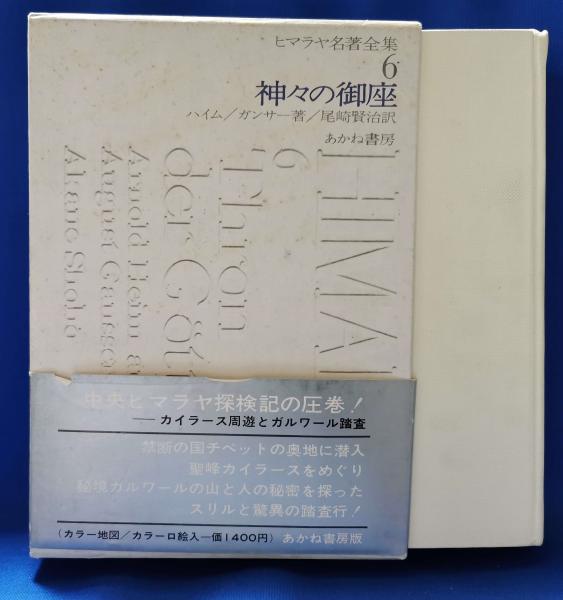 ヒマラヤ名著全集
6
神々の御座
ハイム/ガンサー著/尾崎賢治訳
あかね書房
HIMAL
6
Thron
der Gött
Arnold Heim a
August Gansse
Akane Shobô
中央ヒマラヤ探検記の圧巻!
──カイラース周遊とガルワール踏査
禁断の国チベットの奥地に潜入
聖峰カイラースをめぐり
秘境ガルワールの山と人の秘密を探った
スリルと驚異の踏査行!
(カラー地図/カラー口絵入─価1400円) あかね書房版